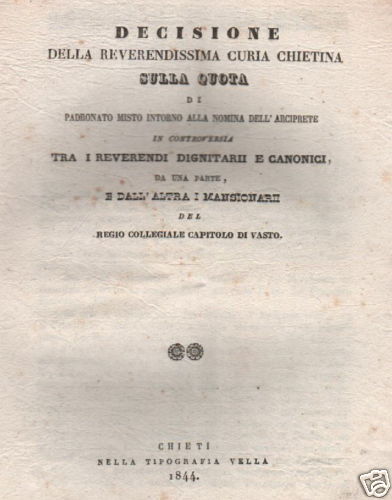 DECISIONE
DELLA REVERENDISSIMA CURIA CHIETINA
SULLA QUOTA
DI
PADRONATO MISTO INTORNO ALLA NOMINA DELL'ARCIPRETE
IN CONTROVERSIA
TRA I REVERENDI DIGNITARII E CANONICI,
DA UNA PARTE,
E DALL'ALTRA I MANSIONARII
DEL
REGIO COLLEGIALE CAPITOLO DI VASTO.
CHIETI
NELLA TIPOGRAFIA VELLA
1844.